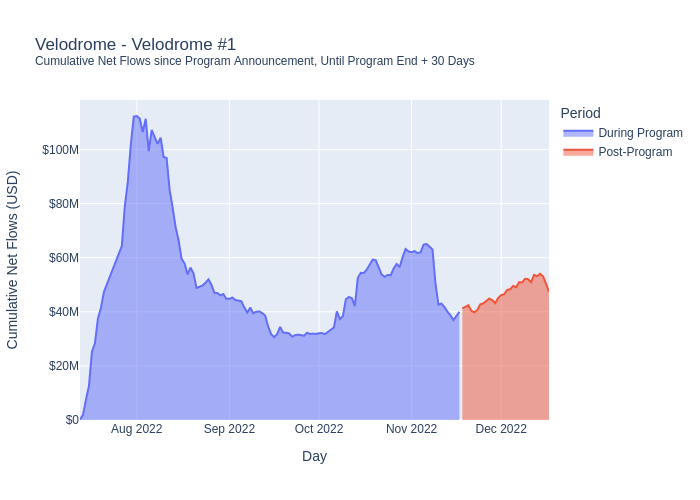 Velodrome - Velodrome #1
Cumulative Net Flows since Program Announcement, Until Program End + 30 Days
Period
During Program
Post-Program
Cumulative Net Flows (USD)
$100M
$80M
$60M
$40M
$20M
$0
Aug 2022
Sep 2022
Oct 2022
Nov 2022
Dec 2022
Day